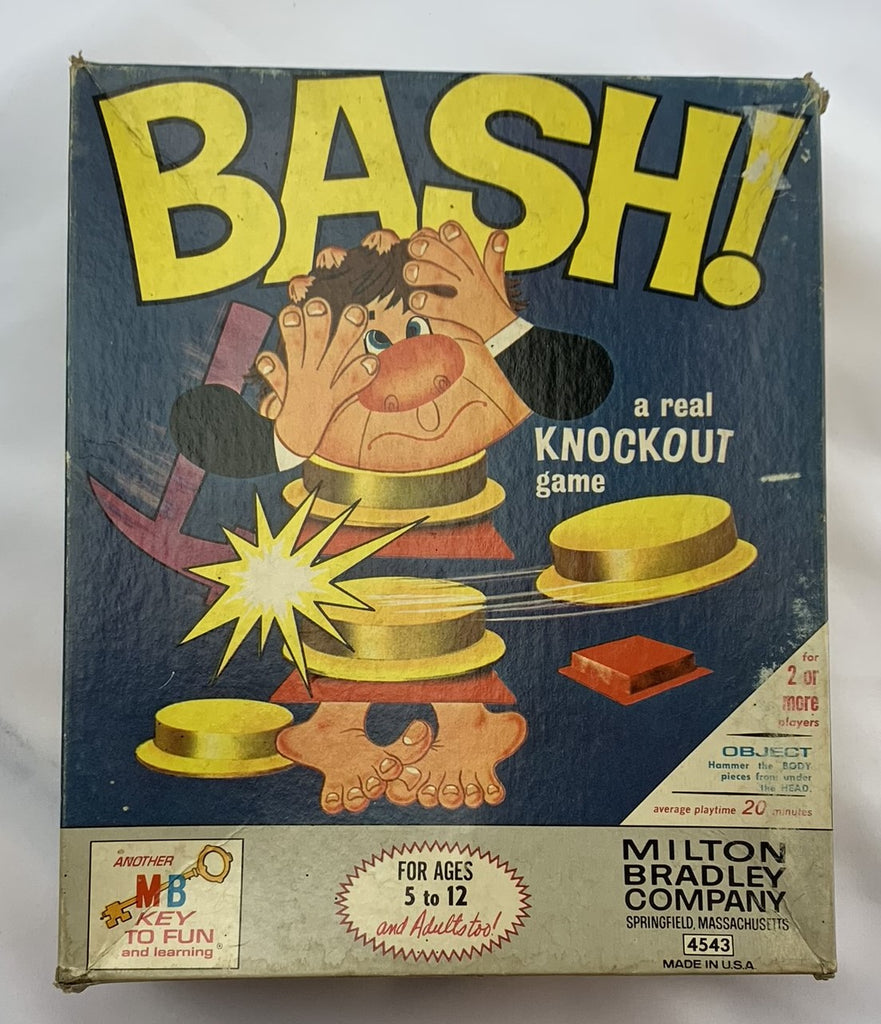 BASH!
a real
KNOCKOUT
game
for
2 or
more
players
OBJECT
Hammer the BODY
pieces from under
the HEAD.
average playtime 20 minutes
ANOTHER
MB
KEY
TO FUN
and learning®
FOR AGES
5 to 12
and Adults too!
MILTON
BRADLEY
COMPANY
SPRINGFIELD, MASSACHUSETTS
4543
MADE IN U.S.A.